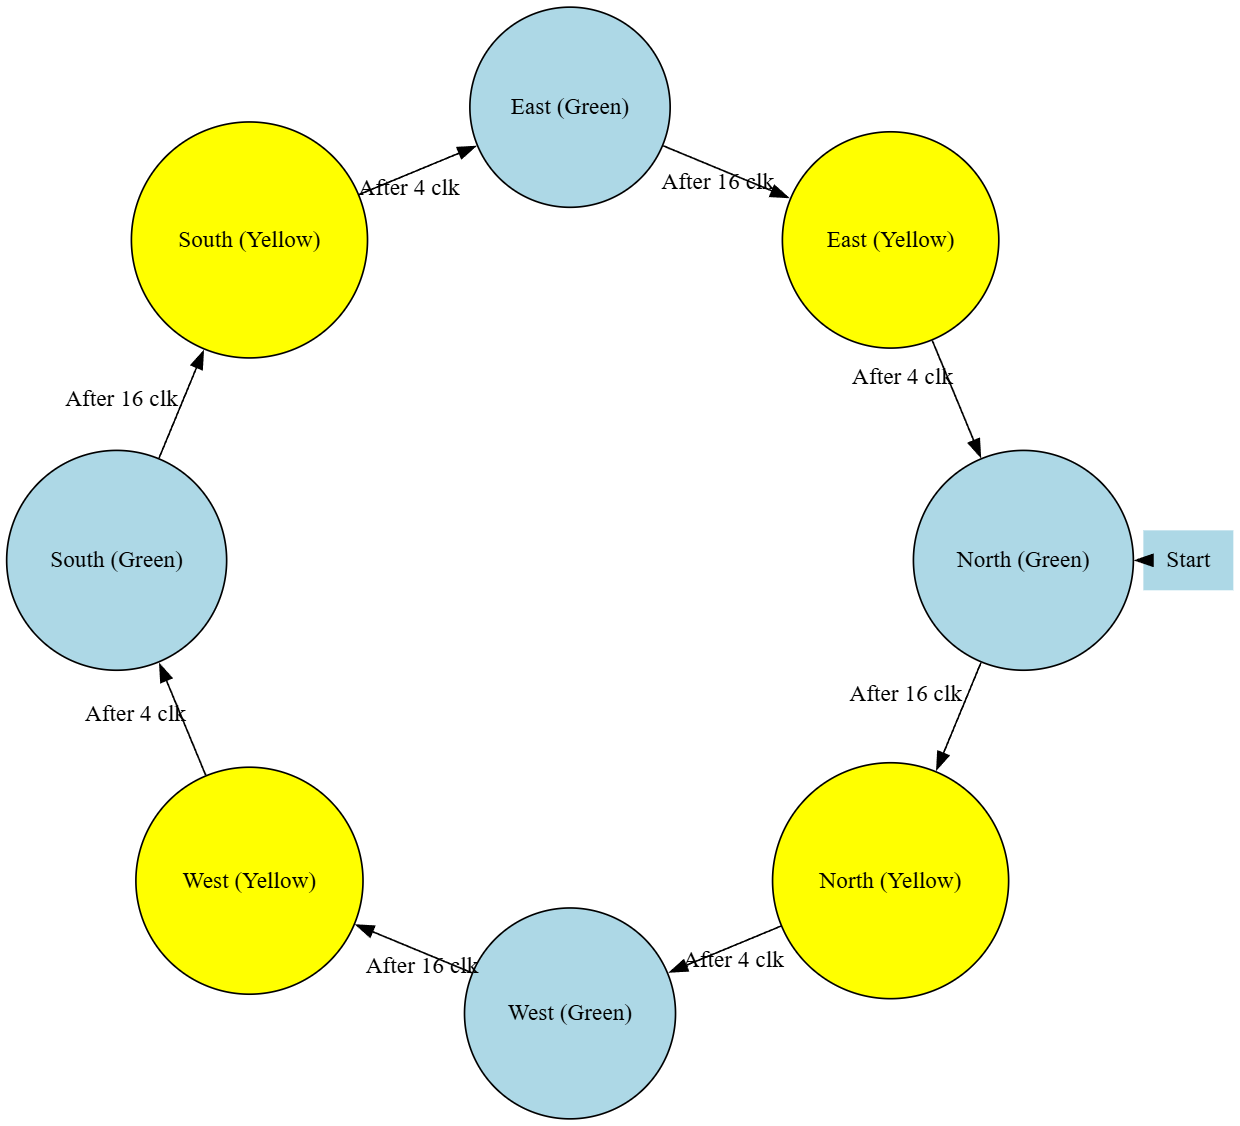 East (Green)
After 16 clk
After 4 clk
South (Yellow)
East (Yellow)
After 4 clk
After 16 clk
South (Green)
North (Green)
Start
After 16 clk
After 4 clk
West (Yellow)
North (Yellow)
After 4 clk
After 16 clk
West (Green)